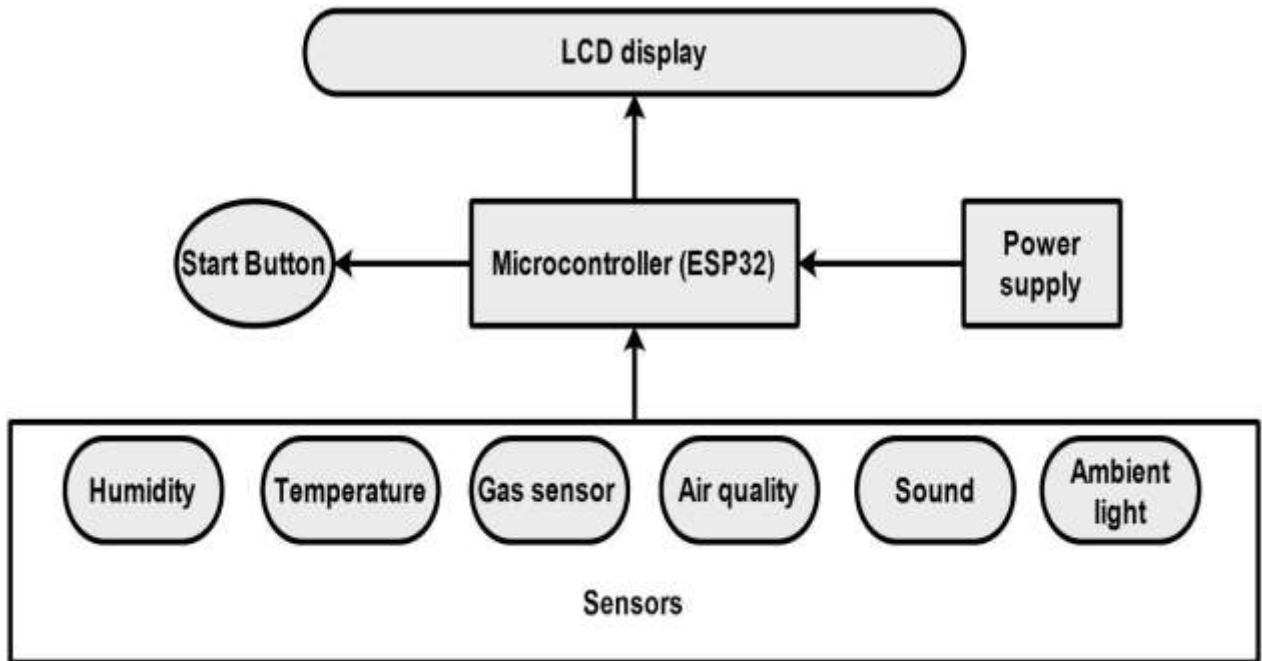 LCD display
Start Button
Microcontroller (ESP32)
Power
supply
Humidity
Temperature
Gas sensor
Air quality
Sound
Ambient
light
Sensors